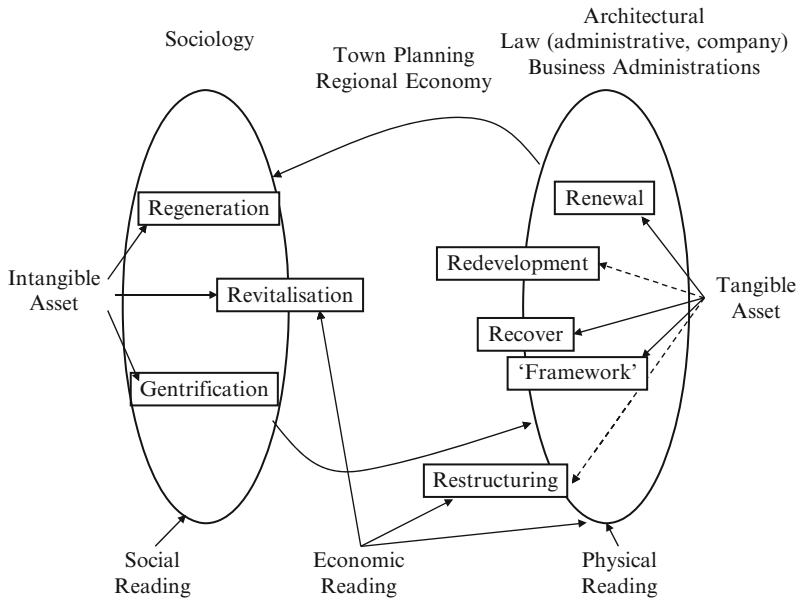 Sociology
Town Planning
Regional Economy
Architectural
Law (administrative, company)
Business Administrations
Regeneration
Renewal
Redevelopment
Intangible
Asset
Revitalisation
Tangible
Asset
Recover
‘Framework’
Gentrification
Restructuring
Social
Reading
Economic
Reading
Physical
Reading